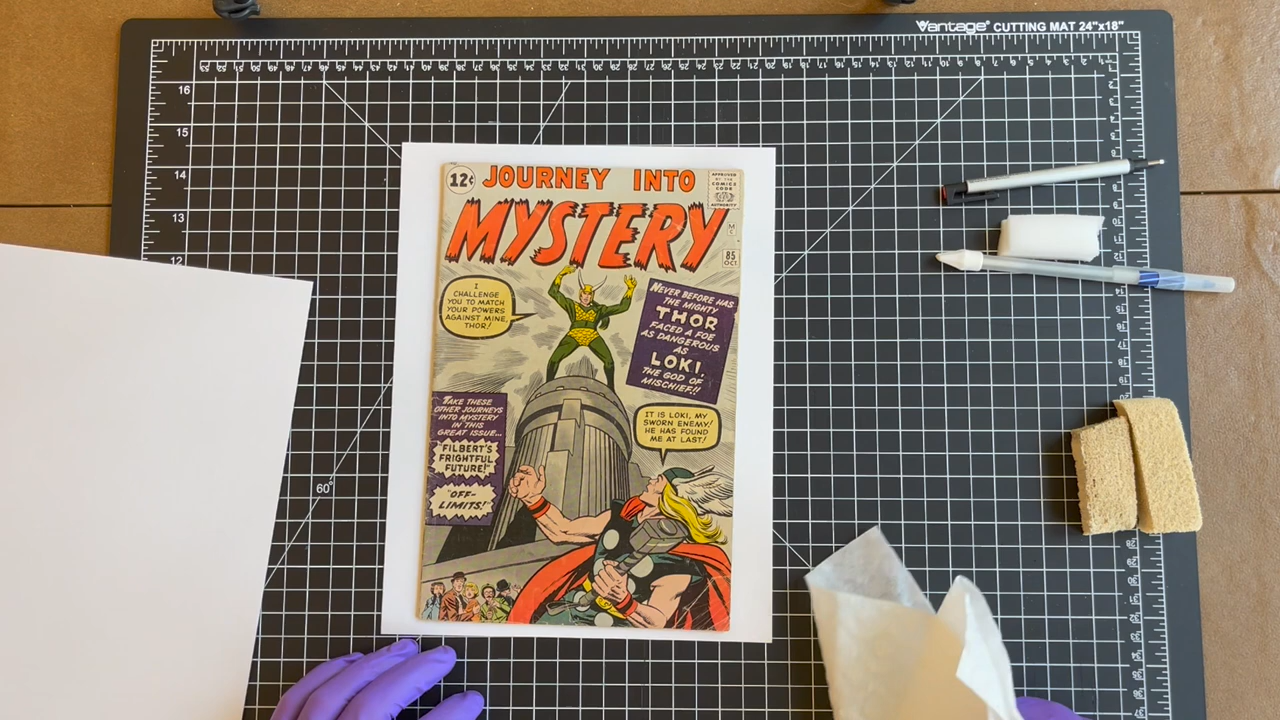 Vantage® CUTTING MAT 24"x18"
16
15
14
13
12
60°
12¢
JOURNEY INTO
MYSTERY
APPROVED
BY THE
COMICS
CODE
AUTHORITY
MC
85
OCT.
I
CHALLENGE
YOU TO MATCH
YOUR POWERS
AGAINST MINE,
THOR!
NEVER BEFORE HAS
THE MIGHTY
THOR
FACED A FOE
AS DANGEROUS
AS
LOKI,
THE GOD OF
MISCHIEF!!
TAKE THESE
OTHER JOURNEYS
INTO MYSTERY
IN THIS
GREAT ISSUE...
FILBERT'S
FRIGHTFUL
FUTURE!"
"OFF-
LIMITS!"
IT IS LOKI, MY
SWORN ENEMY!
HE HAS FOUND
ME AT LAST!